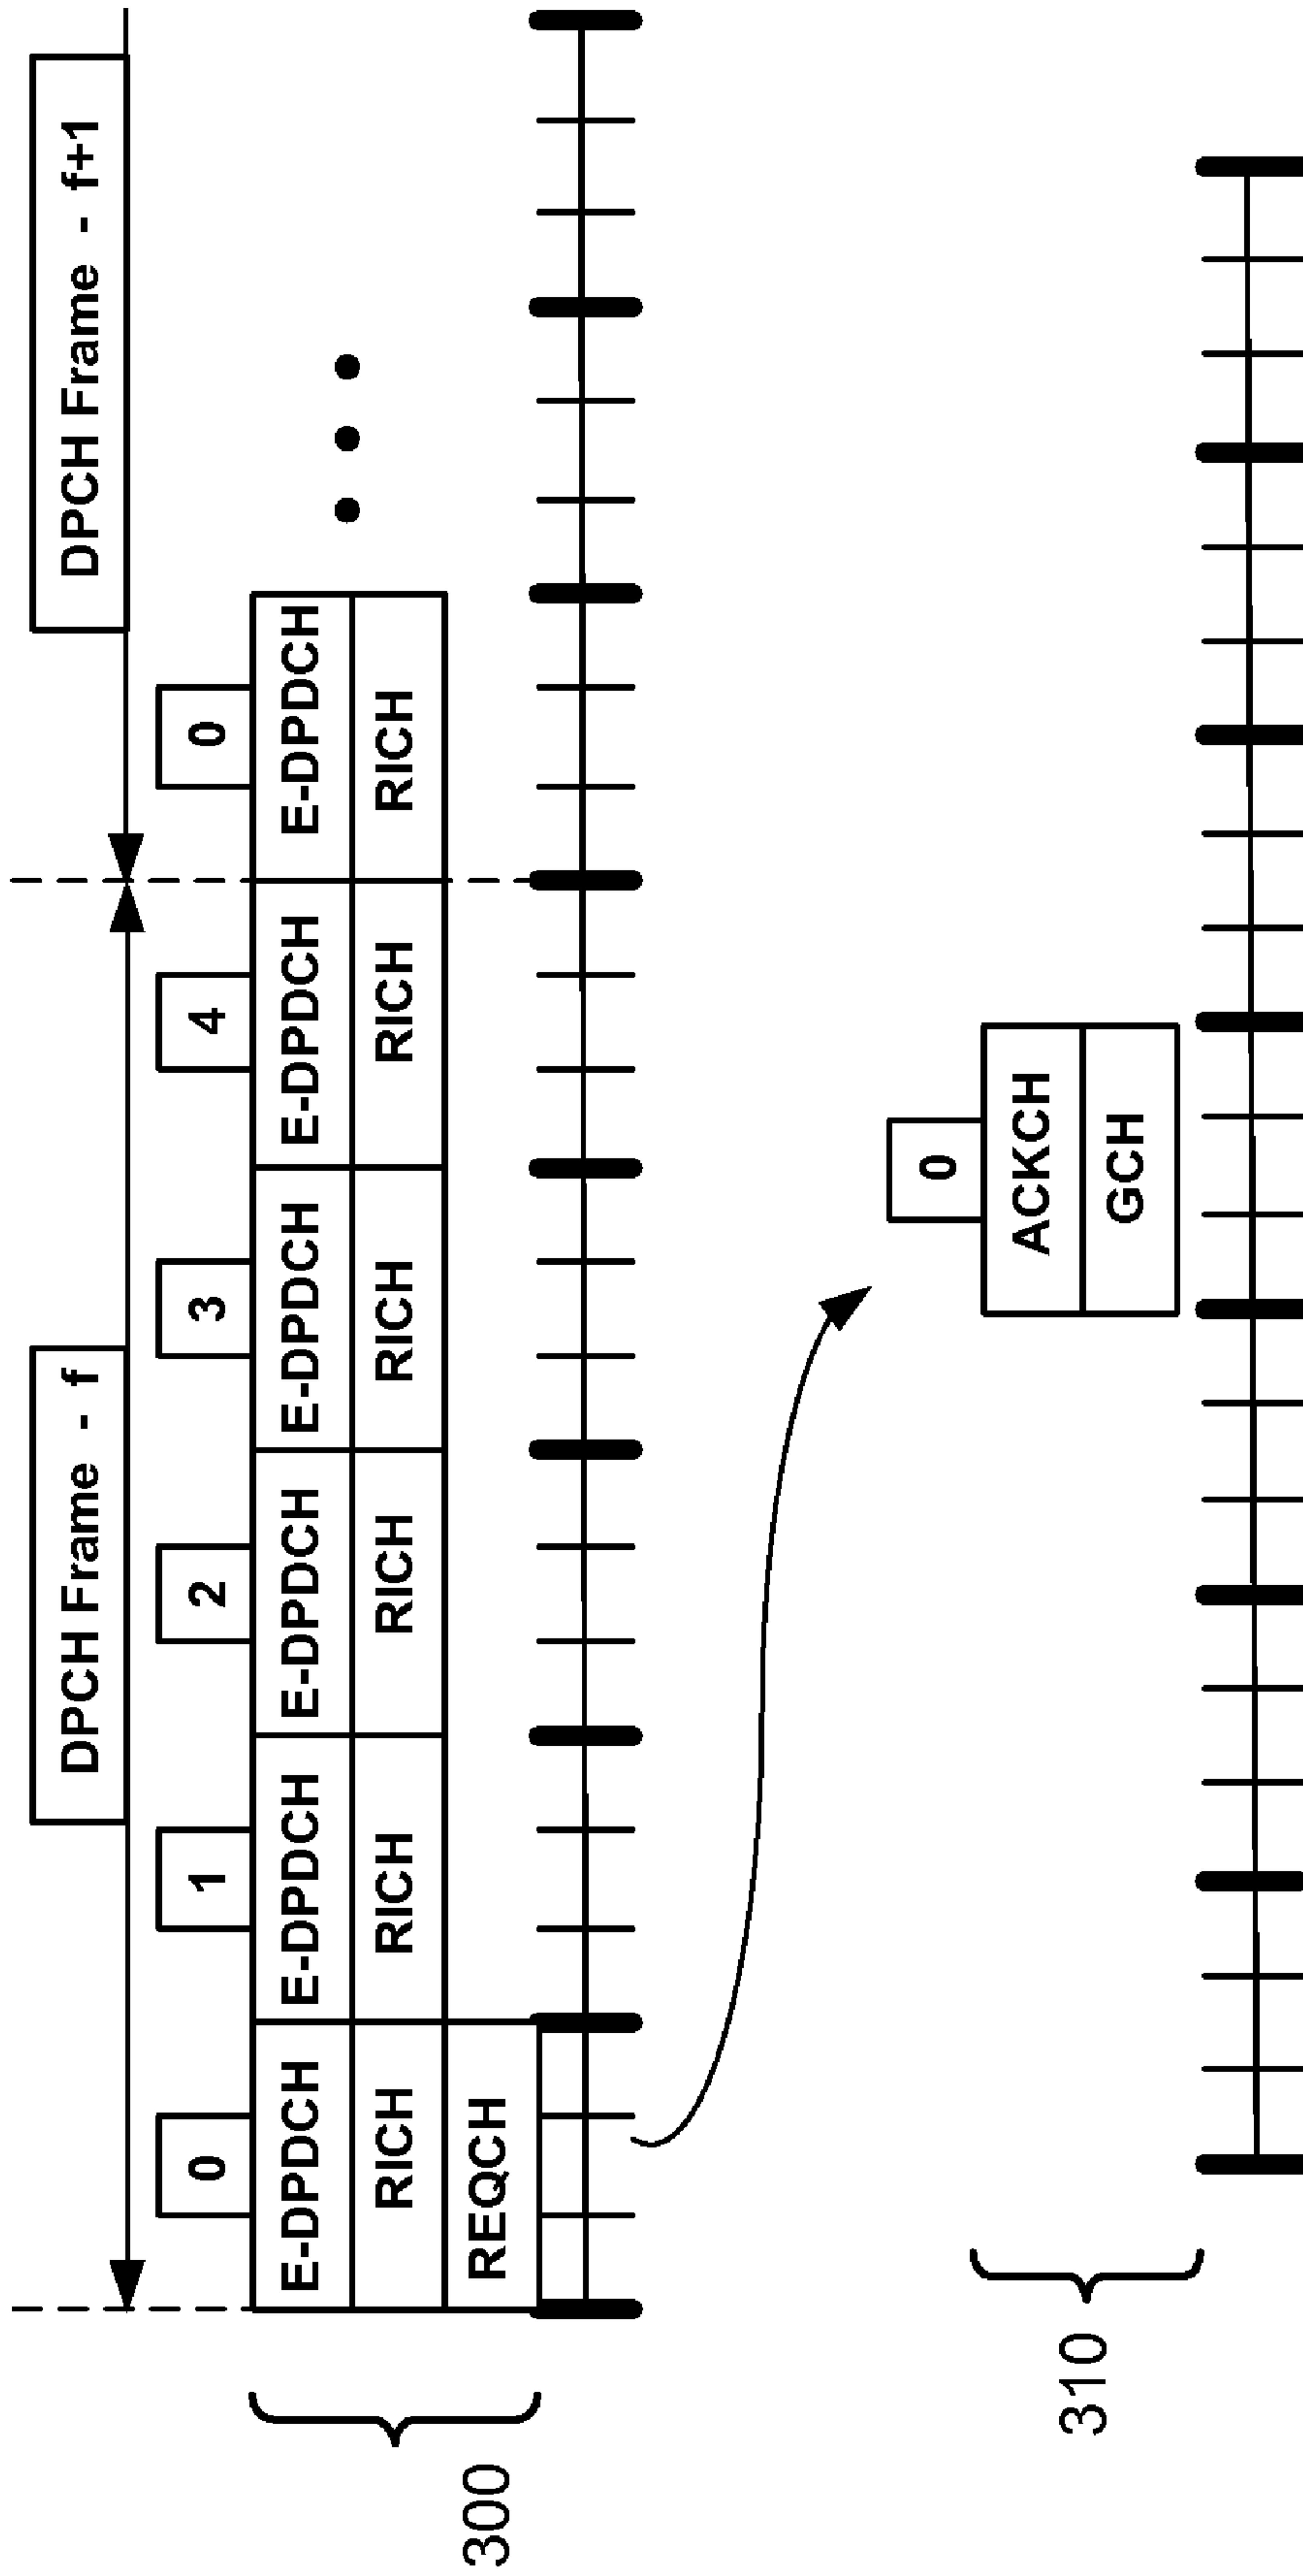 DPCH Frame - f
DPCH Frame - f+1
0
1
2
3
4
0
E-DPDCH
E-DPDCH
E-DPDCH
E-DPDCH
E-DPDCH
E-DPDCH
RICH
RICH
RICH
RICH
RICH
RICH
REQCH
300
0
ACKCH
GCH
310